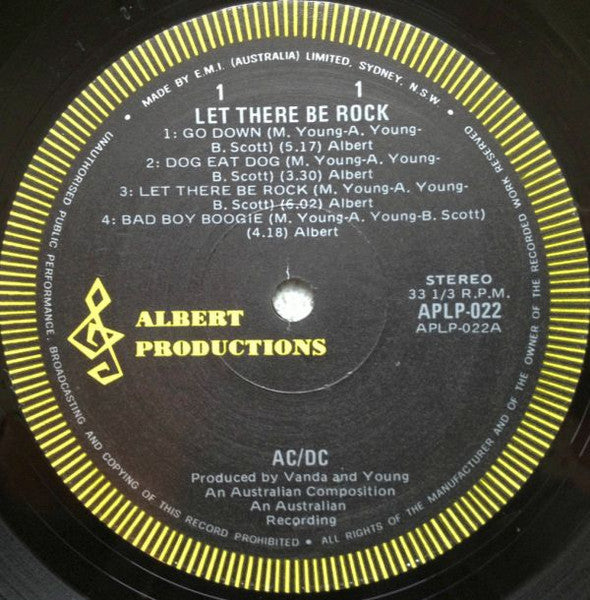 MADE BY E.M.I. (AUSTRALIA) LIMITED, SYDNEY, N.S.W.
1 1
LET THERE BE ROCK
1: GO DOWN (M. Young-A. Young-
B. Scott) (5.17) Albert
2: DOG EAT DOG (M. Young-A. Young-
B. Scott) (3.30) Albert
3: LET THERE BE ROCK (M. Young-A. Young-
B. Scott) (6.02) Albert
4: BAD BOY BOOGIE (M. Young-A. Young-B. Scott)
(4.18) Albert
STEREO
33 1/3 R.P.M.
APLP-022
APLP-022A
ALBERT
PRODUCTIONS
AC/DC
Produced by Vanda and Young
An Australian Composition
An Australian
Recording
UNAUTHORISED PUBLIC PERFORMANCE, BROADCASTING AND COPYING OF THIS RECORD PROHIBITED • ALL RIGHTS OF THE MANUFACTURER AND OF THE OWNER OF THE RECORDED WORK RESERVED •